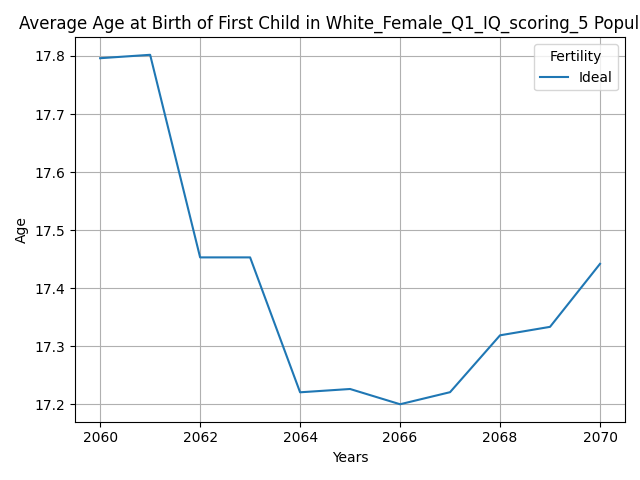 Average Age at Birth of First Child in White_Female_Q1_IQ_scoring_5 Popul
Fertility
Ideal
17.8
17.7
17.6
17.5
17.4
17.3
17.2
Age
2060
2062
2064
2066
2068
2070
Years